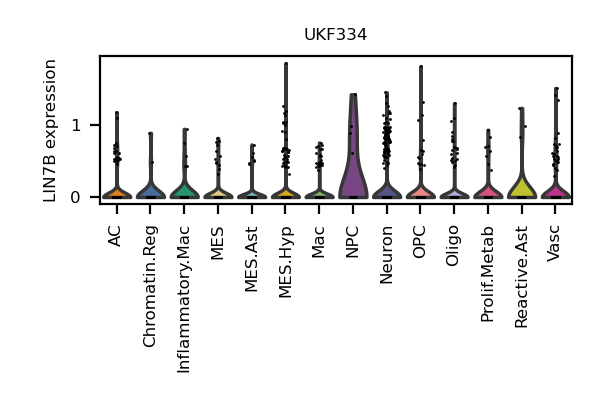 UKF334
LIN7B expression
1
0
AC
Chromatin.Reg
Inflammatory.Mac
MES
MES.Ast
MES.Hyp
Mac
NPC
Neuron
OPC
Oligo
Prolif.Metab
Reactive.Ast
Vasc